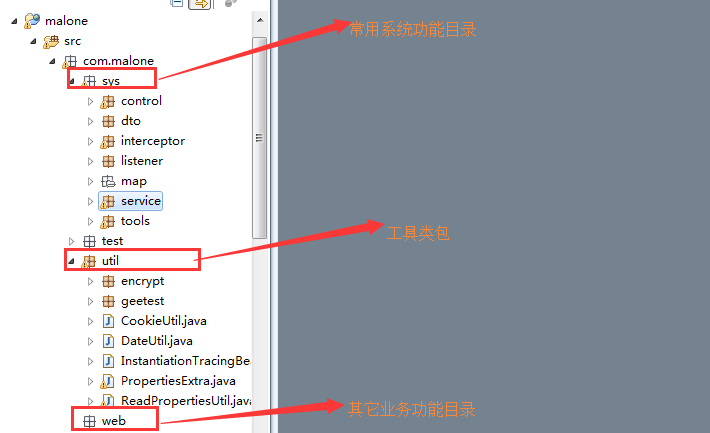 malone
src
com.malone
sys
常用系统功能目录
control
dto
interceptor
listener
map
service
tools
工具类包
test
util
encrypt
geetest
CookieUtil.java
DateUtil.java
InstantiationTracingBe
PropertiesExtra.java
ReadPropertiesUtil.java
web
其它业务功能目录